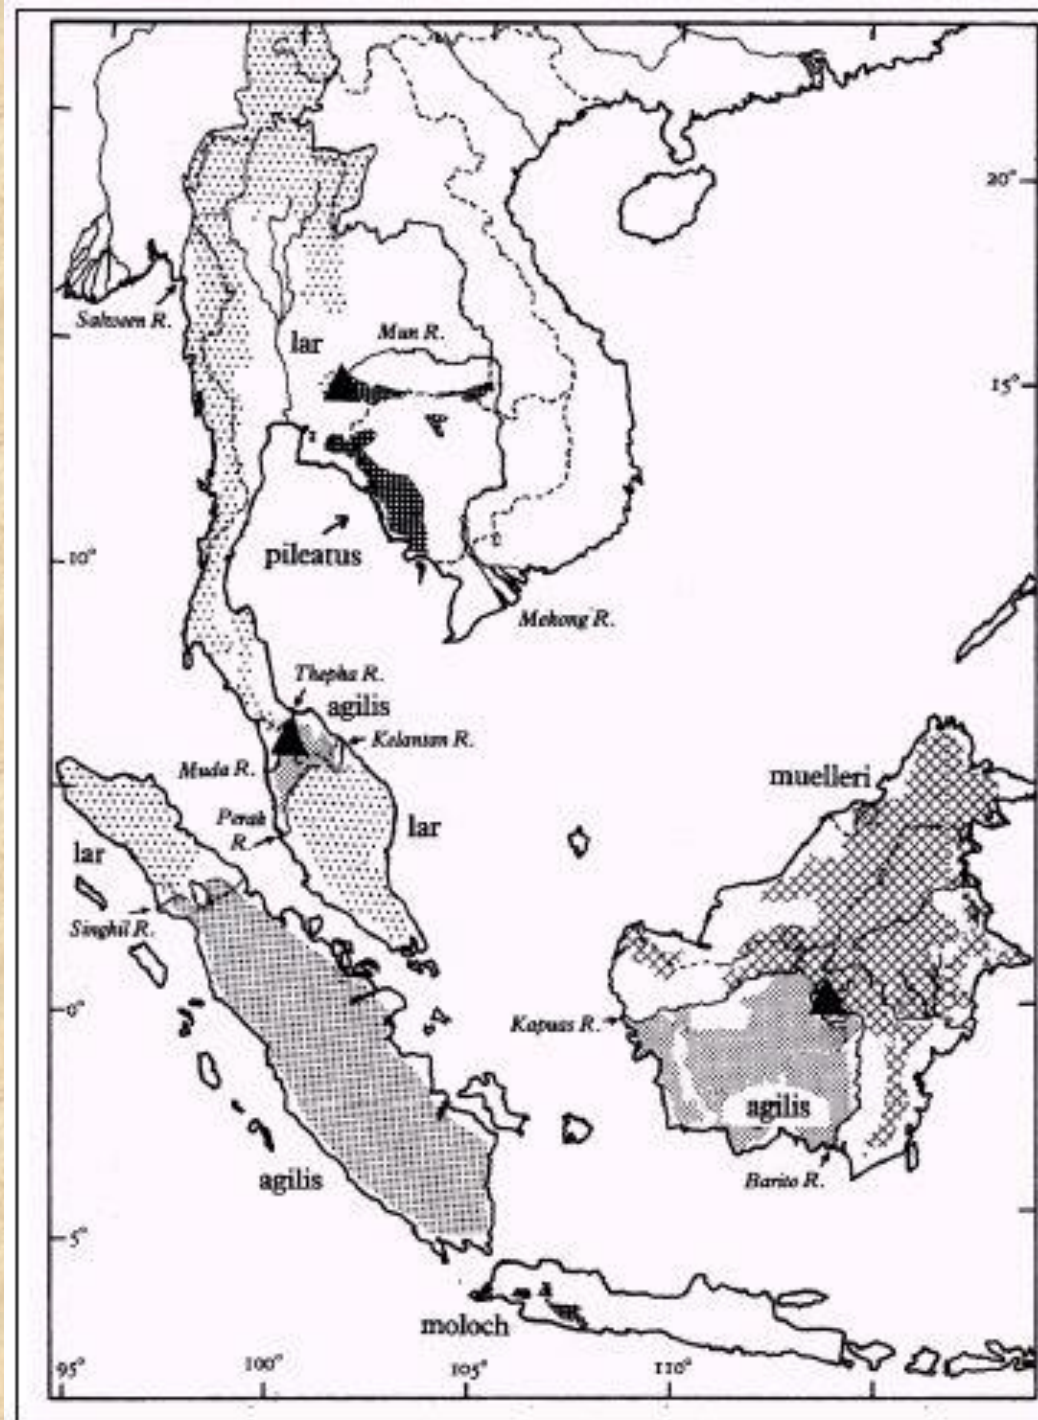 20°
Salween R.
lar
Mun R.
15°
pileatus
10°
Mekong R.
Thepha R.
agilis
Kelantan R.
Muda R.
muelleri
Perak
R.
lar
lar
Singkil R.
0°
Kapuas R.
agilis
agilis
Barito R.
5°
moloch
95°
100°
105°
110°